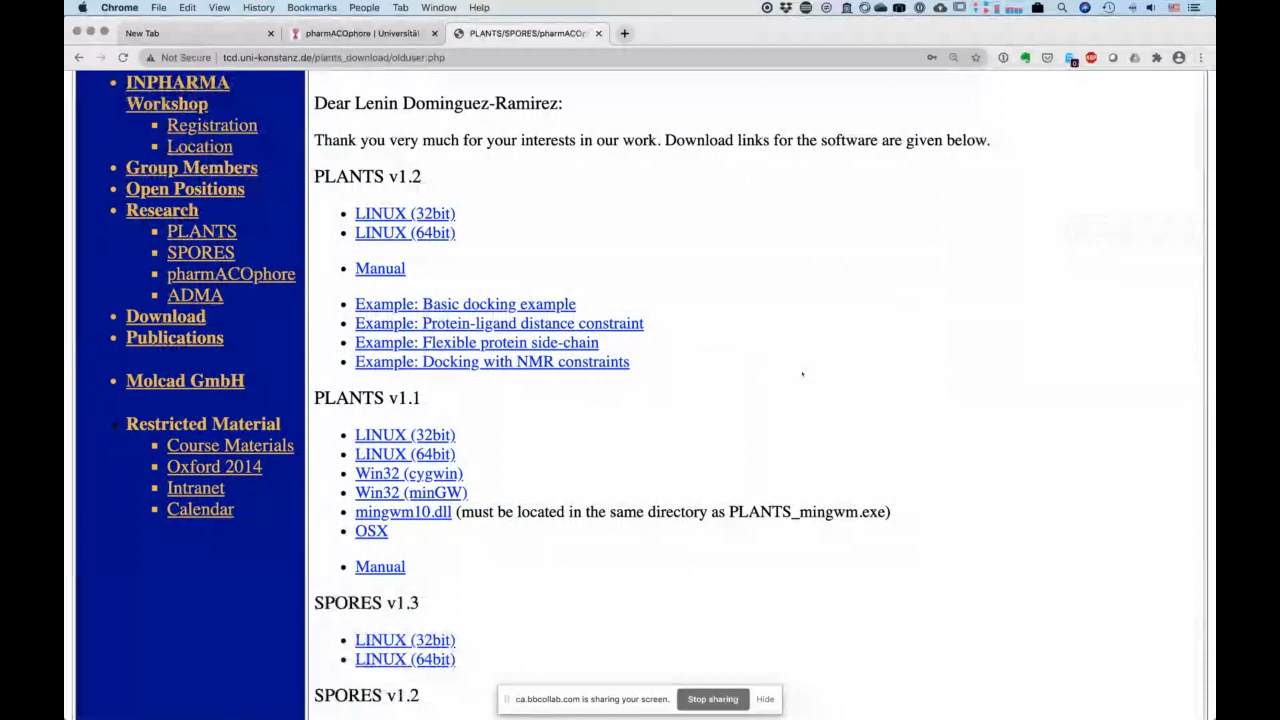 Chrome File Edit View History Bookmarks People Tab Window Help
New Tab
pharmACOphore | Universität
PLANTS/SPORES/pharmACOp
Not Secure | tcd.uni-konstanz.de/plants_download/olduser.php
INPHARMA
Workshop
Registration
Location
Group Members
Open Positions
Research
PLANTS
SPORES
pharmACOphore
ADMA
Download
Publications
Molcad GmbH
Restricted Material
Course Materials
Oxford 2014
Intranet
Calendar
Dear Lenin Dominguez-Ramirez:
Thank you very much for your interests in our work. Download links for the software are given below.
PLANTS v1.2
LINUX (32bit)
LINUX (64bit)
Manual
Example: Basic docking example
Example: Protein-ligand distance constraint
Example: Flexible protein side-chain
Example: Docking with NMR constraints
PLANTS v1.1
LINUX (32bit)
LINUX (64bit)
Win32 (cygwin)
Win32 (minGW)
mingwm10.dll (must be located in the same directory as PLANTS_mingwm.exe)
OSX
Manual
SPORES v1.3
LINUX (32bit)
LINUX (64bit)
SPORES v1.2
ca.bbcollab.com is sharing your screen. Stop sharing Hide